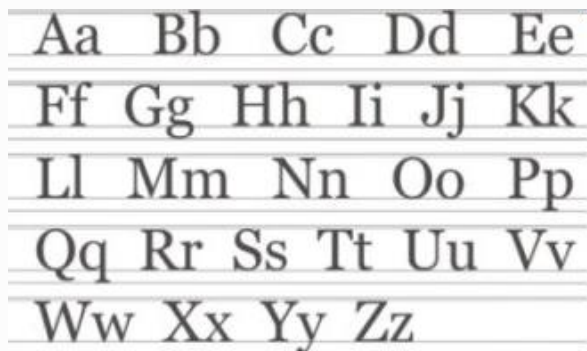 Aa Bb Cc Dd Ee
Ff Gg Hh Ii Jj Kk
Ll Mm Nn Oo Pp
Qq Rr Ss Tt Uu Vv
Ww Xx Yy Zz